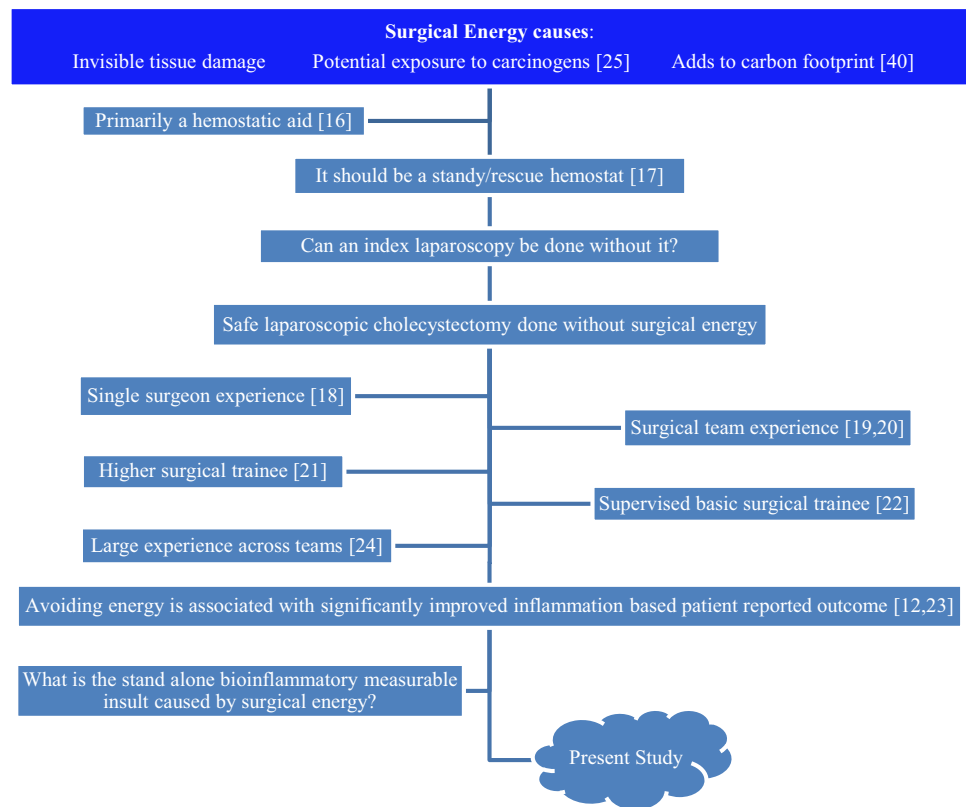 Surgical Energy causes:
Invisible tissue damage Potential exposure to carcinogens [25] Adds to carbon footprint [40]
Primarily a hemostatic aid [16]
It should be a standy/rescue hemostat [17]
Can an index laparoscopy be done without it?
Safe laparoscopic cholecystectomy done without surgical energy
Single surgeon experience [18]
Surgical team experience [19,20]
Higher surgical trainee [21]
Supervised basic surgical trainee [22]
Large experience across teams [24]
Avoiding energy is associated with significantly improved inflammation based patient reported outcome [12,23]
What is the stand alone bioinflammatory measurable
insult caused by surgical energy?
Present Study